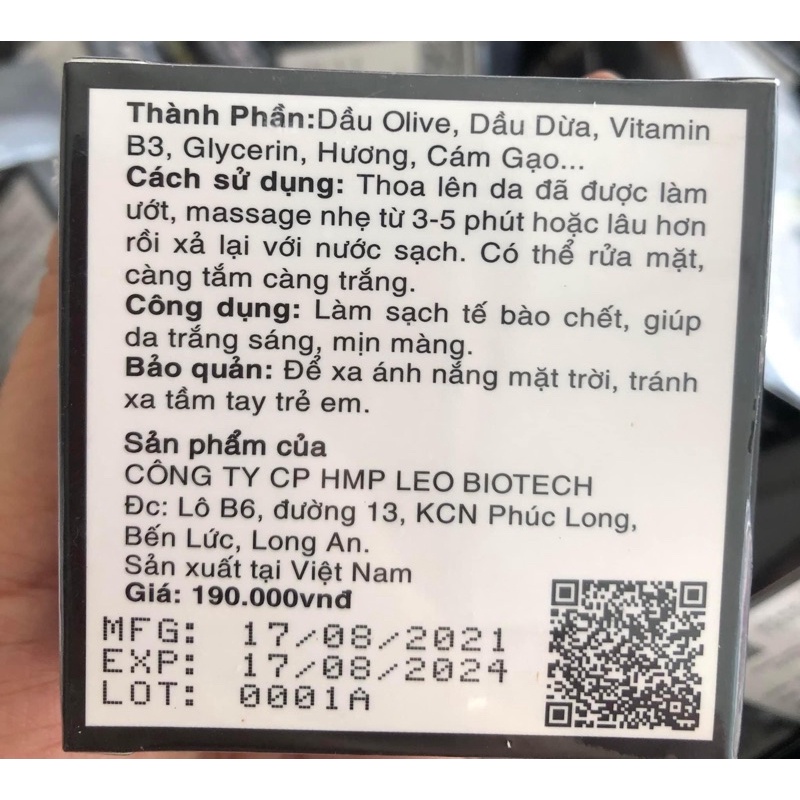 Thành Phần:Dầu Olive, Dầu Dừa, Vitamin
B3, Glycerin, Hương, Cám Gạo...
Cách sử dụng: Thoa lên da đã được làm
ướt, massage nhẹ từ 3-5 phút hoặc lâu hơn
rồi xả lại với nước sạch. Có thể rửa mặt,
càng tắm càng trắng.
Công dụng: Làm sạch tế bào chết, giúp
da trắng sáng, mịn màng.
Bảo quản: Để xa ánh nắng mặt trời, tránh
xa tầm tay trẻ em.
Sản phẩm của
CÔNG TY CP HMP LEO BIOTECH
Đc: Lô B6, đường 13, KCN Phúc Long,
Bến Lức, Long An.
Sản xuất tại Việt Nam
Giá: 190.000vnđ
MFG: 17/08/2021
EXP: 17/08/2024
LOT: 0001A